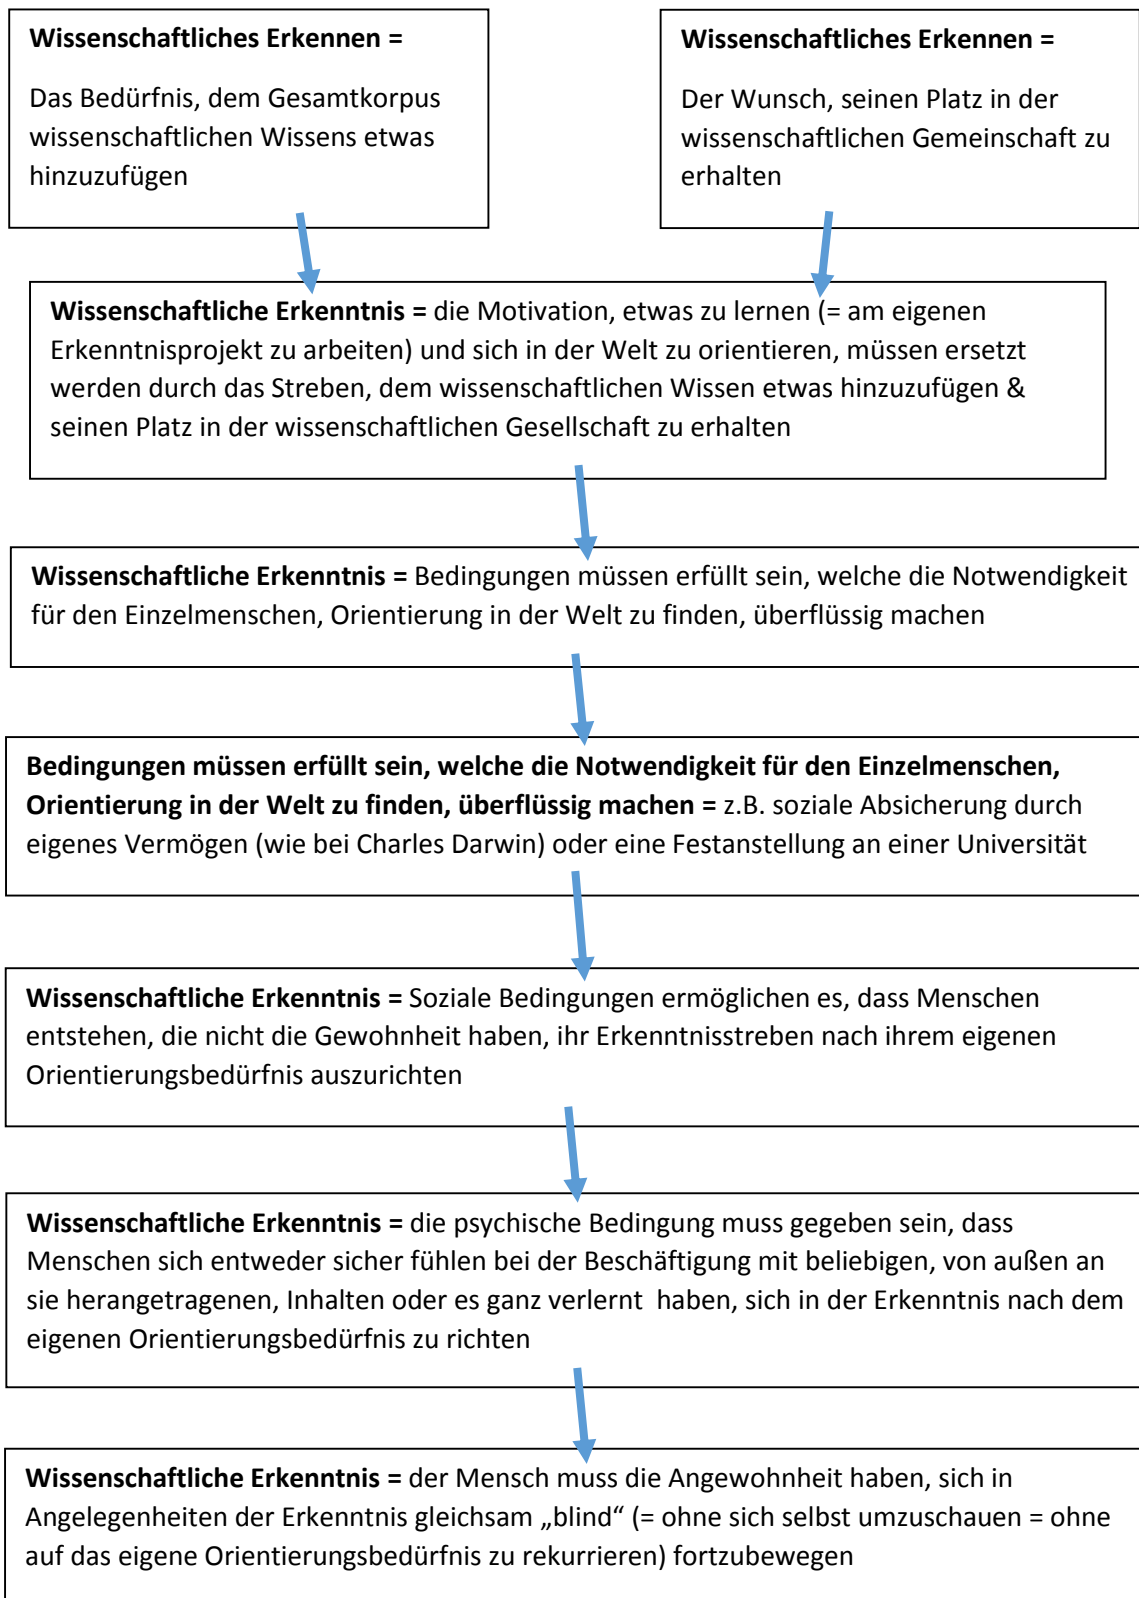 Wissenschaftliches Erkennen =
Das Bedürfnis, dem Gesamtkorpus
wissenschaftlichen Wissens etwas
hinzuzufügen
Wissenschaftliches Erkennen =
Der Wunsch, seinen Platz in der
wissenschaftlichen Gemeinschaft zu
erhalten
Wissenschaftliche Erkenntnis = die Motivation, etwas zu lernen (= am eigenen
Erkenntnisprojekt zu arbeiten) und sich in der Welt zu orientieren, müssen ersetzt
werden durch das Streben, dem wissenschaftlichen Wissen etwas hinzuzufügen &
seinen Platz in der wissenschaftlichen Gesellschaft zu erhalten
Wissenschaftliche Erkenntnis = Bedingungen müssen erfüllt sein, welche die Notwendigkeit
für den Einzelmenschen, Orientierung in der Welt zu finden, überflüssig machen
Bedingungen müssen erfüllt sein, welche die Notwendigkeit für den Einzelmenschen,
Orientierung in der Welt zu finden, überflüssig machen = z.B. soziale Absicherung durch
eigenes Vermögen (wie bei Charles Darwin) oder eine Festanstellung an einer Universität
Wissenschaftliche Erkenntnis = Soziale Bedingungen ermöglichen es, dass Menschen
entstehen, die nicht die Gewohnheit haben, ihr Erkenntnisstreben nach ihrem eigenen
Orientierungsbedürfnis auszurichten
Wissenschaftliche Erkenntnis = die psychische Bedingung muss gegeben sein, dass
Menschen sich entweder sicher fühlen bei der Beschäftigung mit beliebigen, von außen an
sie herangetragenen, Inhalten oder es ganz verlernt haben, sich in der Erkenntnis nach dem
eigenen Orientierungsbedürfnis zu richten
Wissenschaftliche Erkenntnis = der Mensch muss die Angewohnheit haben, sich in
Angelegenheiten der Erkenntnis gleichsam „blind“ (= ohne sich selbst umzuschauen = ohne
auf das eigene Orientierungsbedürfnis zu rekurrieren) fortzubewegen